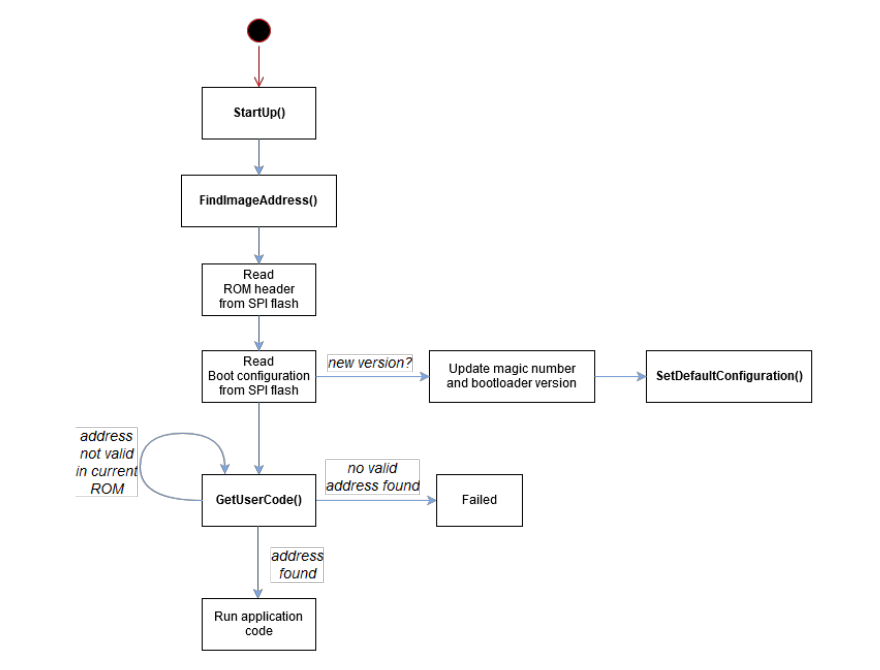 StartUp()
FindImageAddress()
Read
ROM header
from SPI flash
Read
Boot configuration
from SPI flash
new version?
Update magic number
and bootloader version
SetDefaultConfiguration()
address
not valid
in current
ROM
GetUserCode()
no valid
address found
Failed
address
found
Run application
code